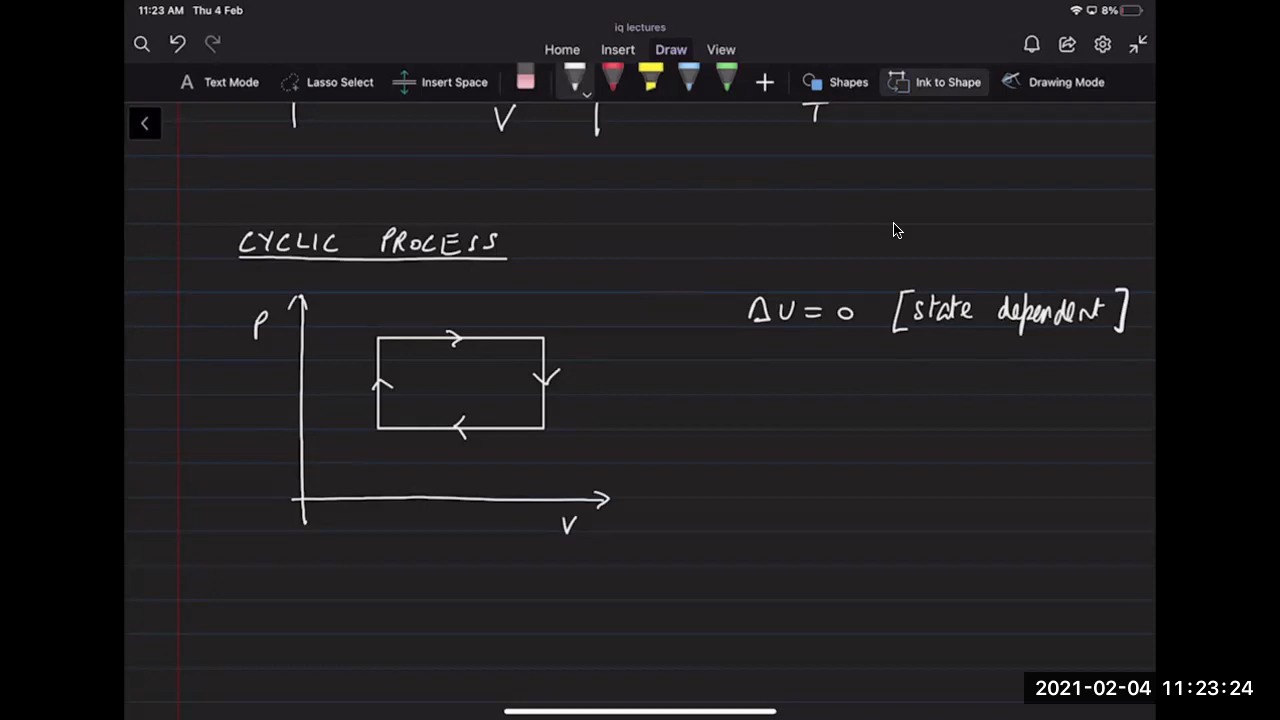 11:23 AM Thu 4 Feb 8%
iq lectures
Home Insert Draw View
Text Mode Lasso Select Insert Space Shapes Ink to Shape Drawing Mode
V T
CYCLIC PROCESS
P
ΔU = 0 [state dependent]
V
2021-02-04 11:23:24